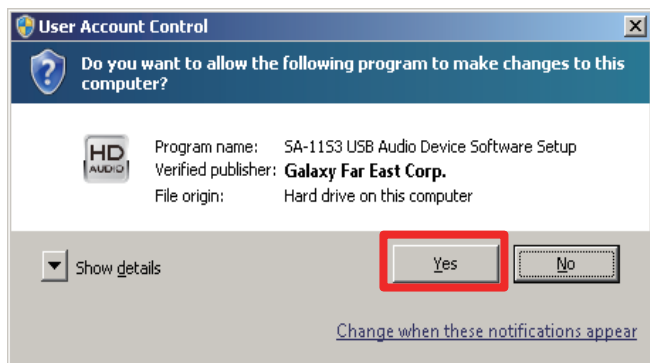 User Account Control
Do you want to allow the following program to make changes to this
computer?
HD
AUDIO
Program name: SA-11S3 USB Audio Device Software Setup
Verified publisher: Galaxy Far East Corp.
File origin: Hard drive on this computer
Show details
Yes
No
Change when these notifications appear